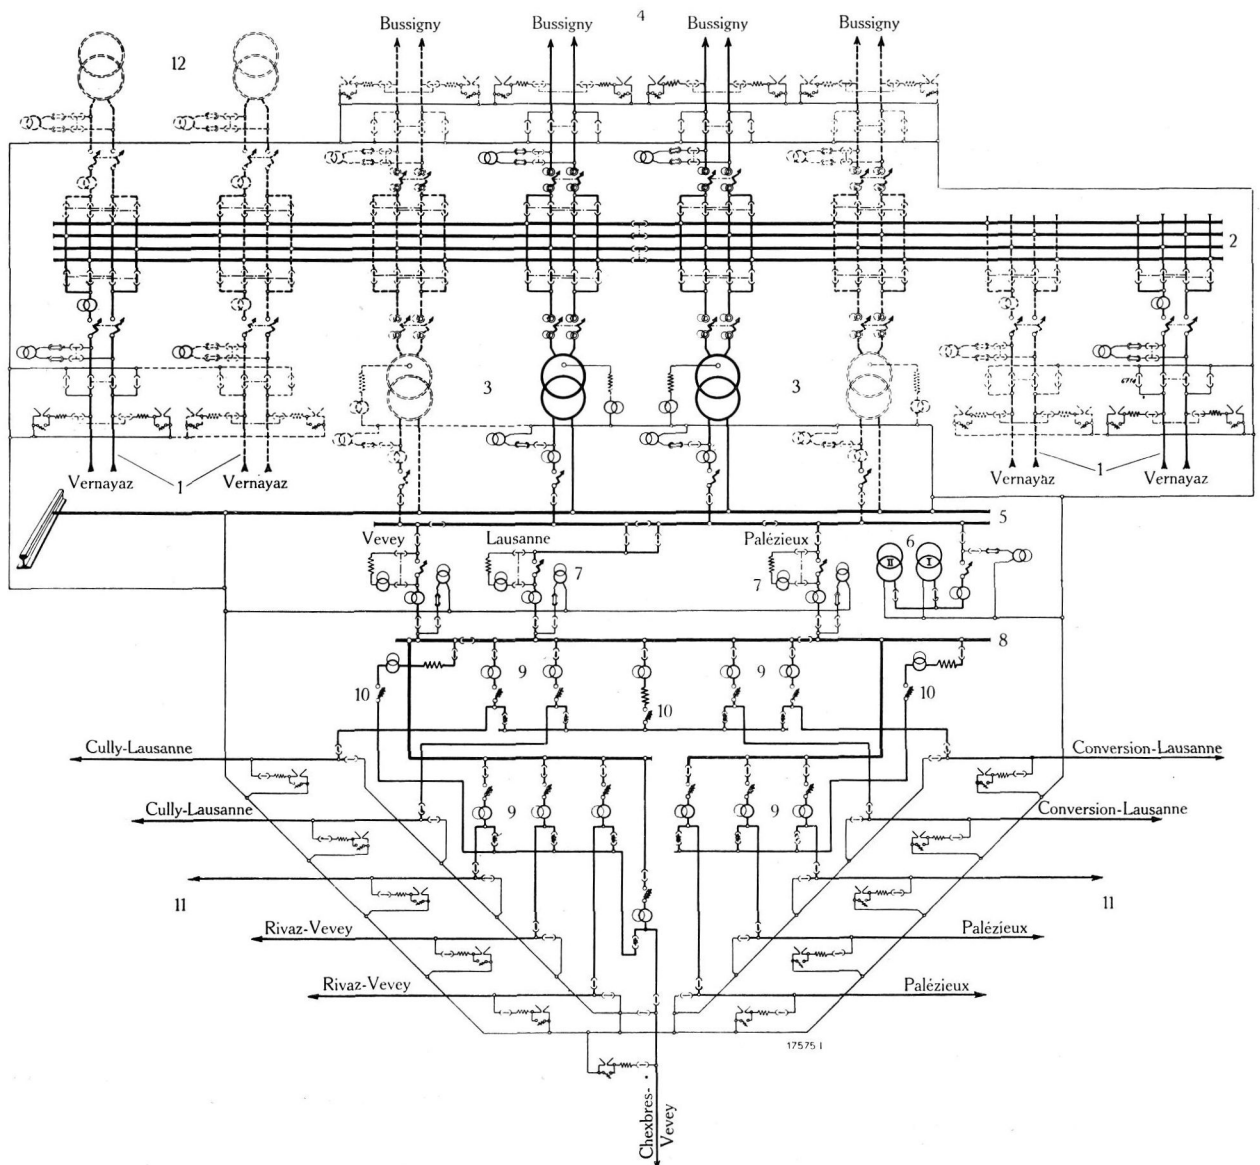 4
Bussigny
Bussigny
Bussigny
Bussigny
12
2
3
3
Vernayaz
1
Vernayaz
Vernayaz
1
Vernayaz
5
Vevey
Lausanne
Palézieux
6
II
I
7
7
8
9
9
10
10
10
Cully-Lausanne
Conversion-Lausanne
Cully-Lausanne
9
9
Conversion-Lausanne
11
11
Rivaz-Vevey
Palézieux
Rivaz-Vevey
Palézieux
17575 I
Chexbres-
Vevey